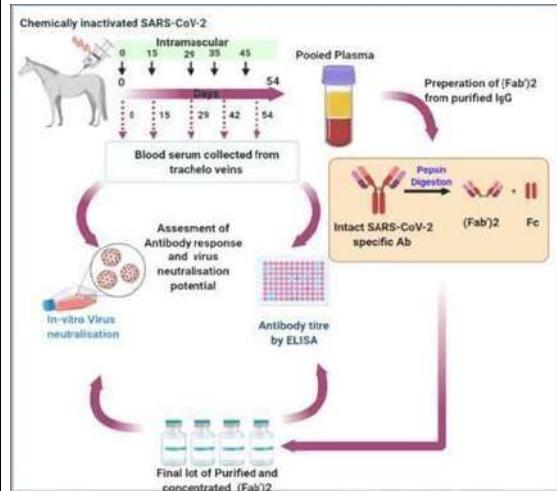 Chemically inactivated SARS-CoV-2
Intramascular
0 15 29 35 45
0 54
Days
0 15 29 42 54
Blood serum collected from
trachelo veins
Pooled Plasma
Preperation of (Fab')2
from purified IgG
Pepsin
Digestion
+
Intact SARS-CoV-2
specific Ab
(Fab')2
Fc
Assesment of
Antibody response
and virus
neutralisation
potential
In-vitro Virus
neutralisation
Antibody titre
by ELISA
Final lot of Purified and
concentrated (Fab')2